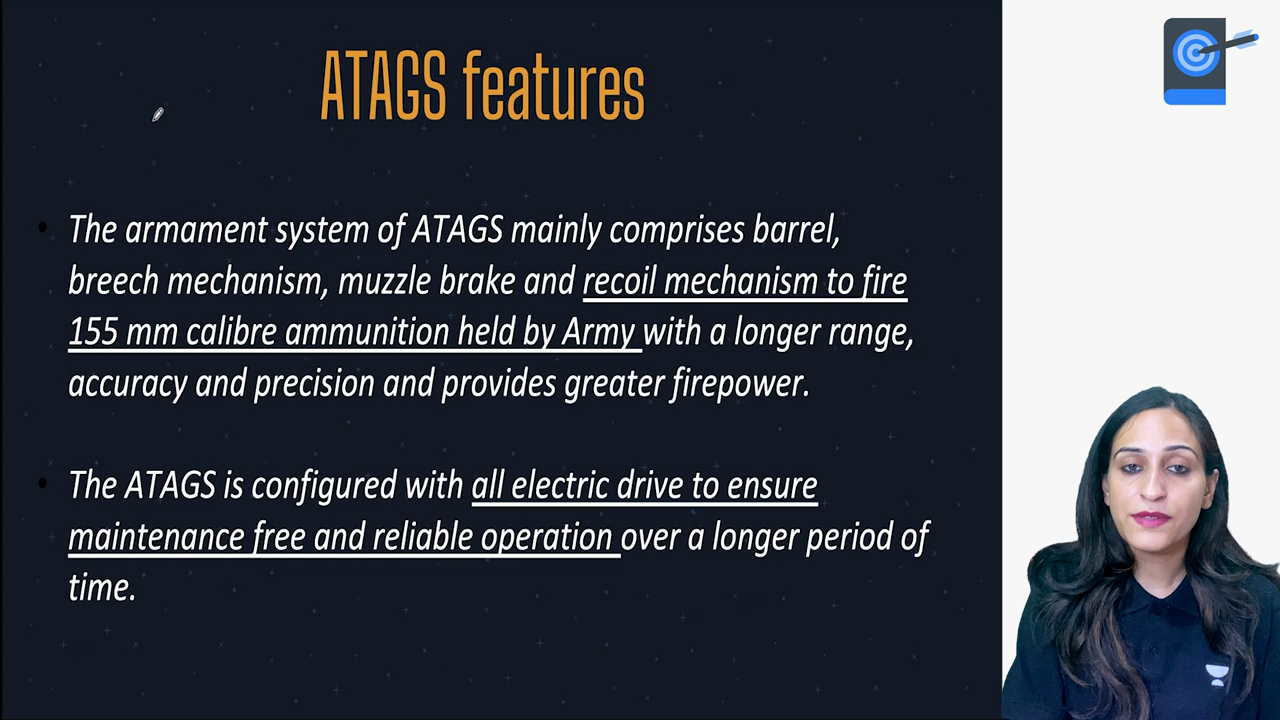 ATAGS features
The armament system of ATAGS mainly comprises barrel,
breech mechanism, muzzle brake and recoil mechanism to fire
155 mm calibre ammunition held by Army with a longer range,
accuracy and precision and provides greater firepower.
The ATAGS is configured with all electric drive to ensure
maintenance free and reliable operation over a longer period of
time.